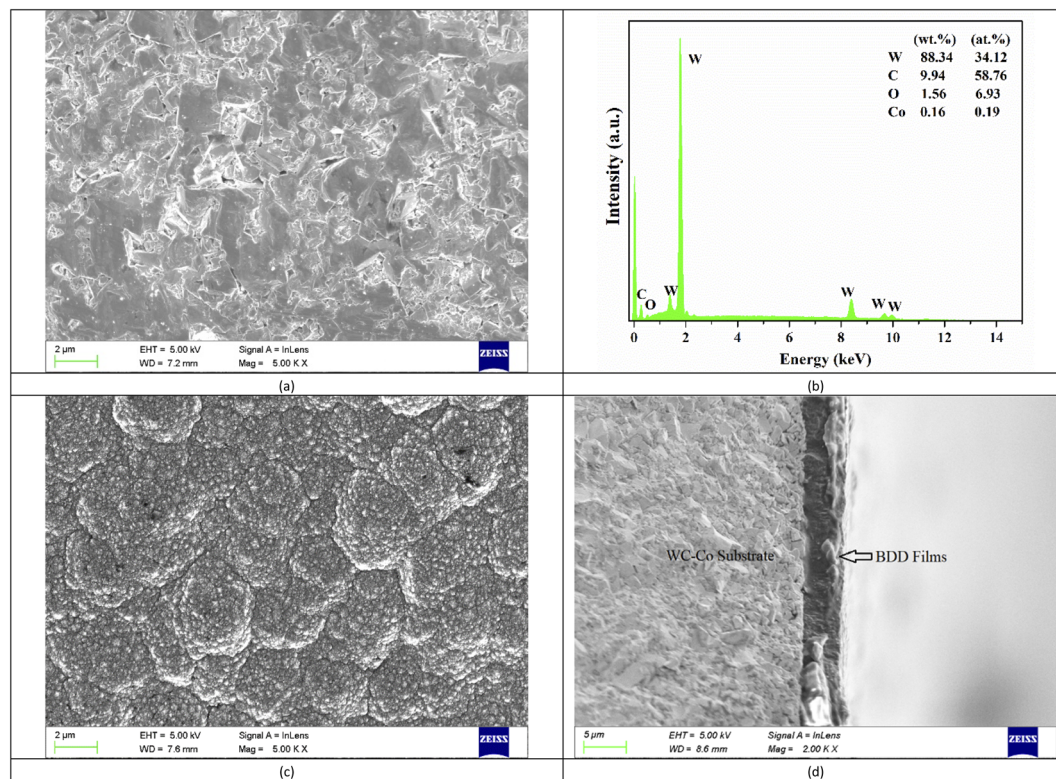 2 µm
EHT = 5.00 kV
Signal A = InLens
WD = 7.2 mm
Mag = 5.00 K X
ZEISS
(a)
(wt.%) (at.%)
W 88.34 34.12
C 9.94 58.76
O 1.56 6.93
Co 0.16 0.19
W
C
O
W
W
W
W
Intensity (a.u.)
0 2 4 6 8 10 12 14
Energy (keV)
(b)
2 µm
EHT = 5.00 kV
Signal A = InLens
WD = 7.6 mm
Mag = 5.00 K X
ZEISS
(c)
WC-Co Substrate
BDD Films
5 µm
EHT = 5.00 kV
Signal A = InLens
WD = 8.6 mm
Mag = 2.00 K X
ZEISS
(d)